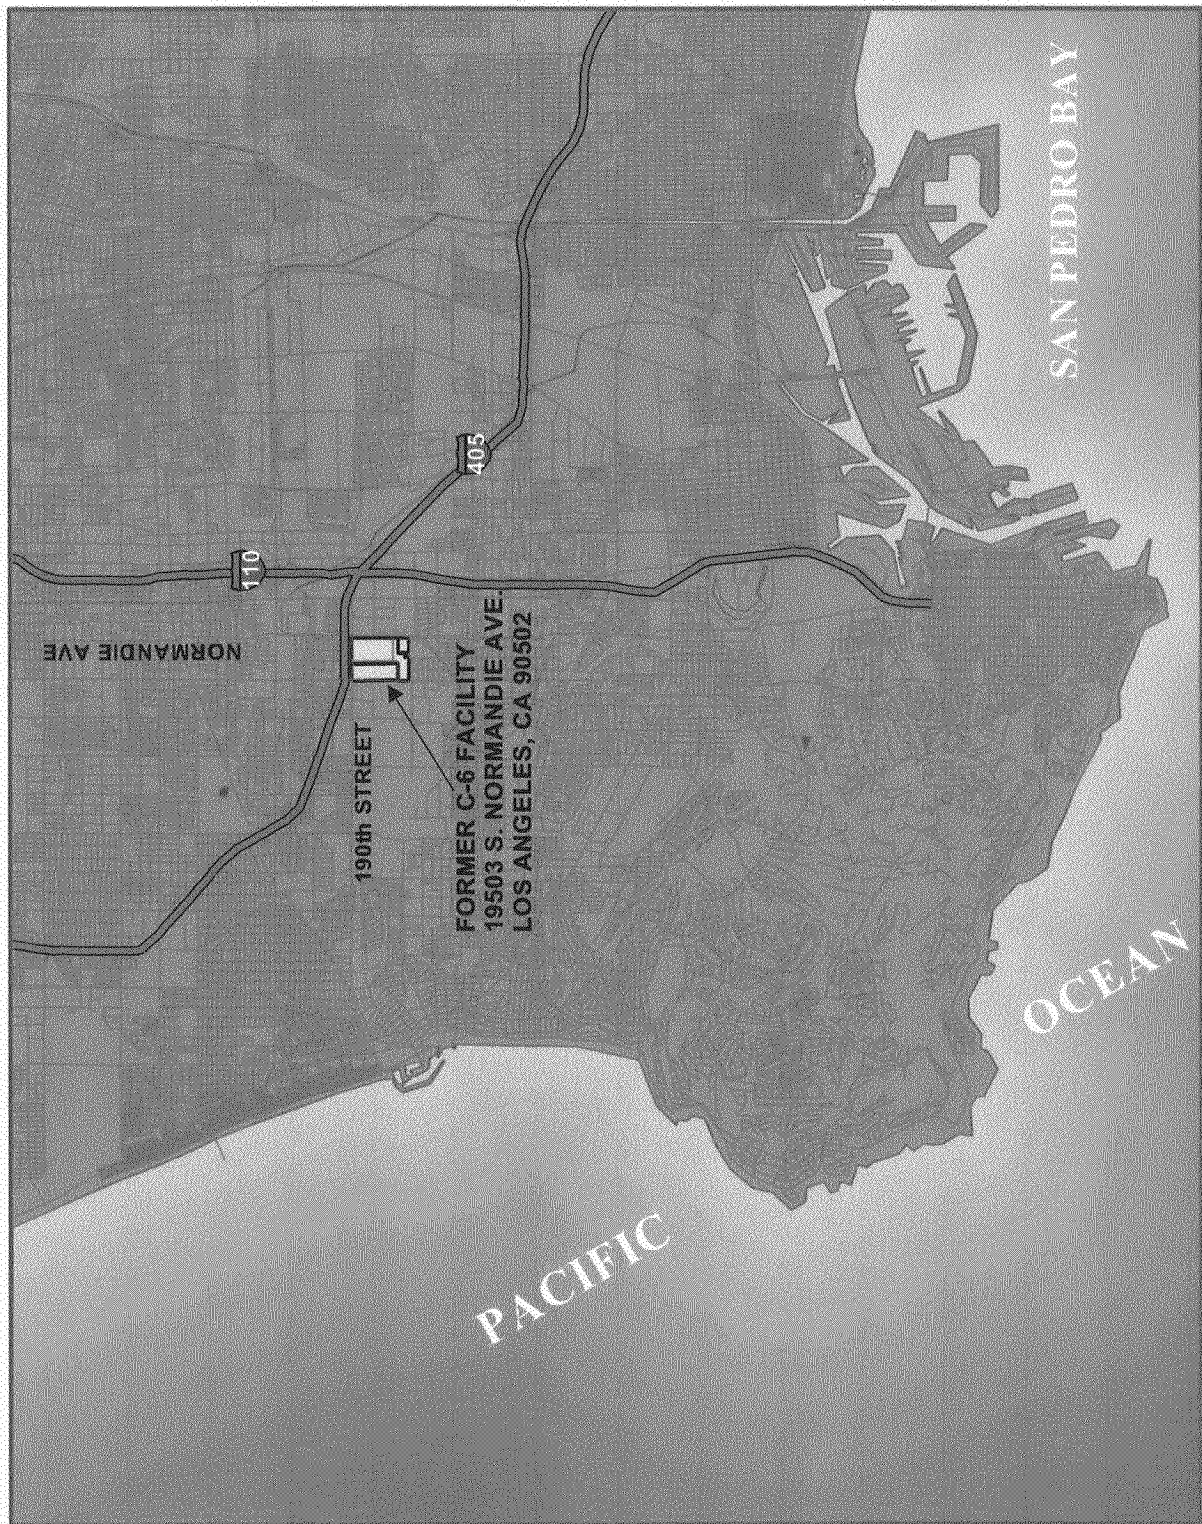 NORMANDIE AVE
110
405
190th STREET
FORMER C-6 FACILITY
19503 S. NORMANDIE AVE.
LOS ANGELES, CA 90502
PACIFIC
OCEAN
SAN PEDRO BAY